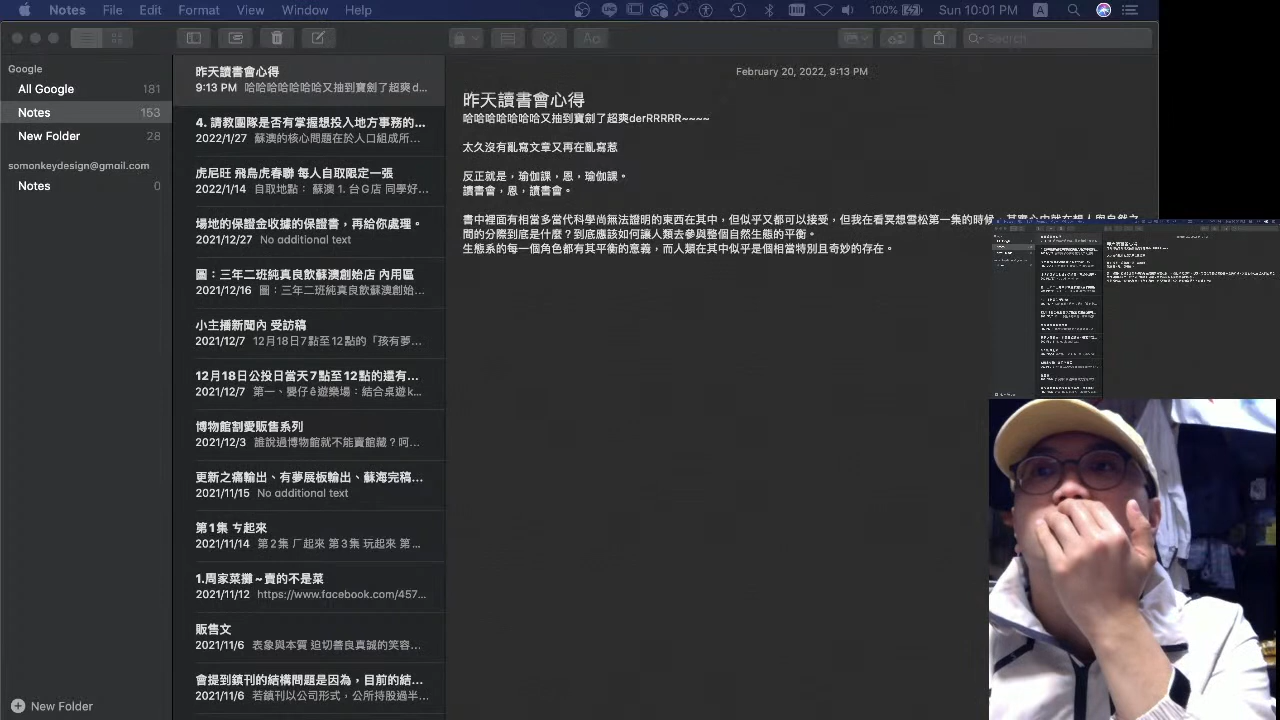 Notes File Edit Format View Window Help
100% Sun 10:01 PM A
Aa
Search
Google
All Google 181
Notes 153
New Folder 28
somonkeydesign@gmail.com
Notes 0
New Folder
昨天讀書會心得
9:13 PM 哈哈哈哈哈哈哈又抽到寶劍了超爽d...
4. 請教團隊是否有掌握想投入地方事務的...
2022/1/27 蘇澳的核心問題在於人口組成所...
虎尼旺 飛烏虎春聯 每人自取限定一張
2022/1/14 自取地點： 蘇澳 1. 台G店 同學好...
場地的保證金收據的保證書，再給你處理。
2021/12/27 No additional text
圖：三年二班純真孩子獻給
2021/12/16 圖：三年二班純真孩
小主播新聞內 受訪稿
2021/12/7 12月18日7點至12點的「孩有夢...
12月18日公投日當天7點至12點的還有...
2021/12/7 第一、嬰仔ê遊樂場：結合桌遊k...
博物館割愛販售系列
2021/12/3 誰說過博物館就不能賣館藏？呵...
更新之痛輸出、有夢展板輸出、蘇海完稿...
2021/11/15 No additional text
第1集 ㄘ起來
2021/11/14 第2集 ㄏ起來 第3集 玩起來 第...
1.周家菜攤～賣的不是菜
2021/11/12 https://www.facebook.com/457...
販售文
2021/11/6 表象與本質 迫切善良真誠的笑容...
會提到鎮刊的結構問題是因為，目前的結...
2021/11/6 若鎮刊以公司形式，公所持股過半...
February 20, 2022, 9:13 PM
昨天讀書會心得
哈哈哈哈哈哈哈又抽到寶劍了超爽derRRRRR~~~~
太久沒有亂寫文章又再在亂寫惹
反正就是，瑜伽課，恩，瑜伽課。
讀書會，恩，讀書會。
書中裡面有相當多當代科學尚無法證明的東西在其中，但似乎又都可以接受，但我在看冥想雪松第一集的時候，其實心中就在想人與自然之
間的分際到底是什麼？到底應該如何讓人類去參與整個自然生態的平衡。
生態系的每一個角色都有其平衡的意義，而人類在其中似乎是個相當特別且奇妙的存在。